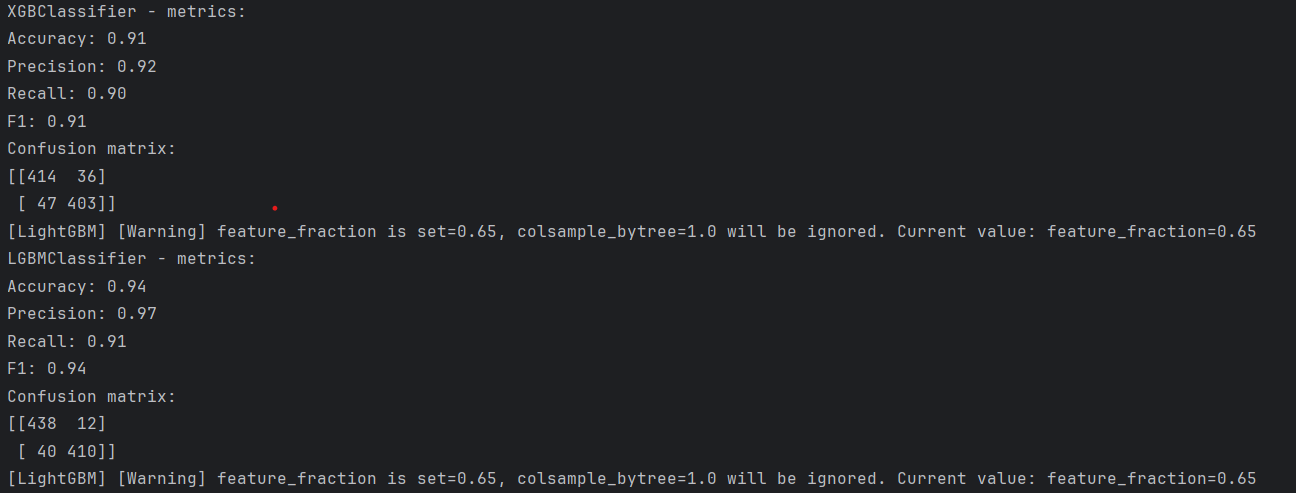 XGBClassifier - metrics:
Accuracy: 0.91
Precision: 0.92
Recall: 0.90
F1: 0.91
Confusion matrix:
[[414  36]
 [ 47 403]]
[LightGBM] [Warning] feature_fraction is set=0.65, colsample_bytree=1.0 will be ignored. Current value: feature_fraction=0.65
LGBMClassifier - metrics:
Accuracy: 0.94
Precision: 0.97
Recall: 0.91
F1: 0.94
Confusion matrix:
[[438  12]
 [ 40 410]]
[LightGBM] [Warning] feature_fraction is set=0.65, colsample_bytree=1.0 will be ignored. Current value: feature_fraction=0.65